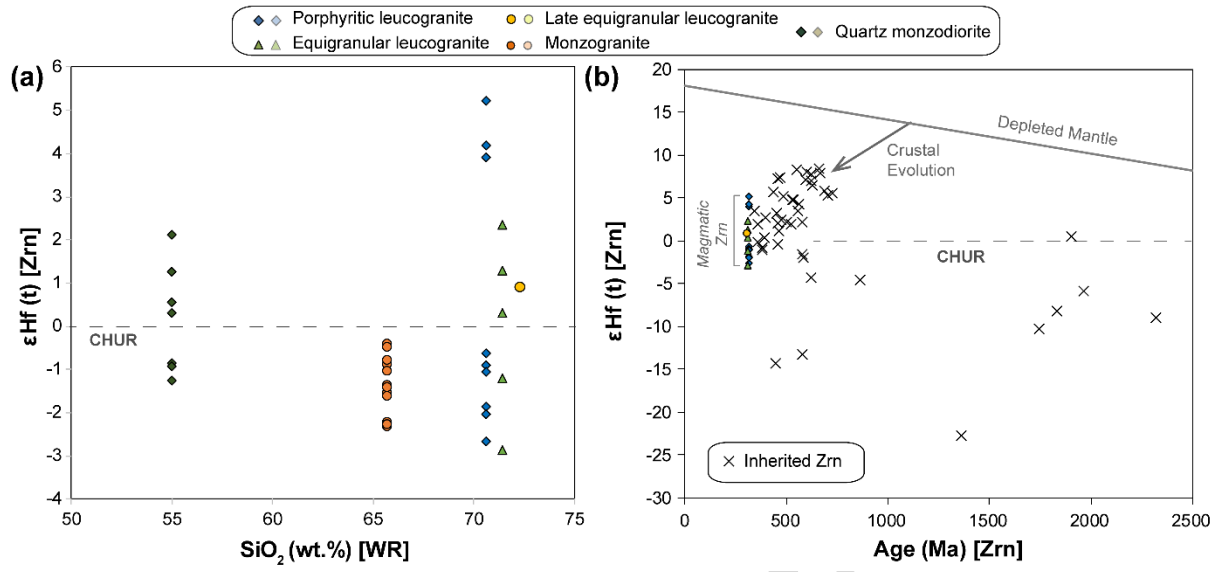 Porphyritic leucogranite
Late equigranular leucogranite
Quartz monzodiorite
Equigranular leucogranite
Monzogranite
(a)
6
5
4
3
2
1
0
-1
-2
-3
-4
εHf (t) [Zrn]
CHUR
50
55
60
65
70
75
SiO₂ (wt.%) [WR]
(b)
20
15
10
5
0
-5
-10
-15
-20
-25
-30
εHf (t) [Zrn]
Depleted Mantle
Crustal
Evolution
Magmatic
Zrn
CHUR
Inherited Zrn
0
500
1000
1500
2000
2500
Age (Ma) [Zrn]